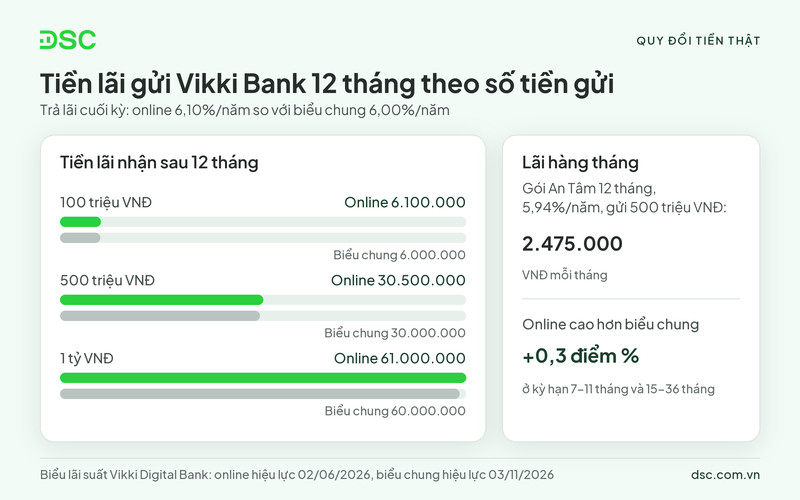 DSC
QUY ĐỔI TIỀN THẬT
Tiền lãi gửi Vikki Bank 12 tháng theo số tiền gửi
Trả lãi cuối kỳ: online 6,10%/năm so với biểu chung 6,00%/năm
Tiền lãi nhận sau 12 tháng
100 triệu VNĐ
Online 6.100.000
Biểu chung 6.000.000
500 triệu VNĐ
Online 30.500.000
Biểu chung 30.000.000
1 tỷ VNĐ
Online 61.000.000
Biểu chung 60.000.000
Lãi hàng tháng
Gói An Tâm 12 tháng,
5,94%/năm, gửi 500 triệu VNĐ:
2.475.000
VNĐ mỗi tháng
Online cao hơn biểu chung
+0,3 điểm %
ở kỳ hạn 7–11 tháng và 15–36 tháng
Biểu lãi suất Vikki Digital Bank: online hiệu lực 02/06/2026, biểu chung hiệu lực 03/11/2026
dsc.com.vn